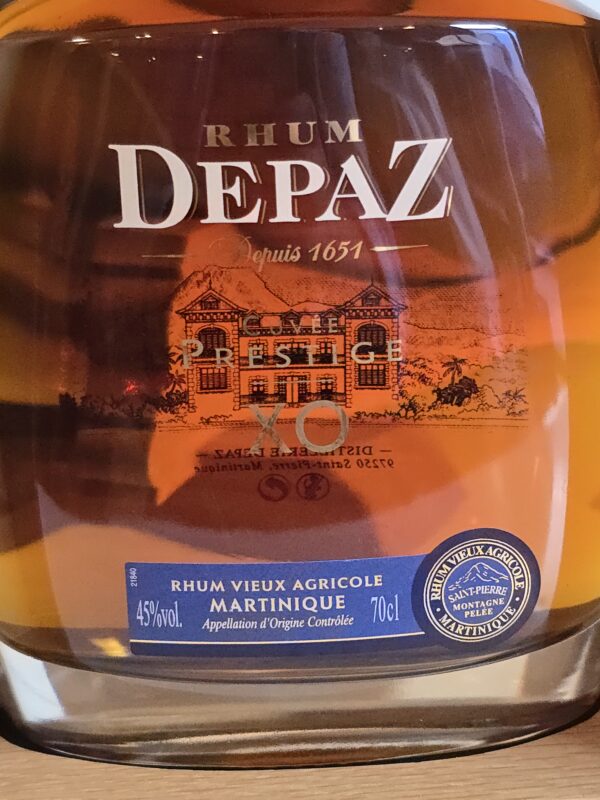 RHUM
DEPAZ
Depuis 1651
CUVÉE
PRESTIGE
XO
— DISTILLERIE DEPAZ —
97250 Saint-Pierre, Martinique
21840
RHUM VIEUX AGRICOLE
MARTINIQUE
45%vol.
70cl
Appellation d'Origine Contrôlée
RHUM VIEUX AGRICOLE
SAINT-PIERRE
MONTAGNE
PELÉE
MARTINIQUE